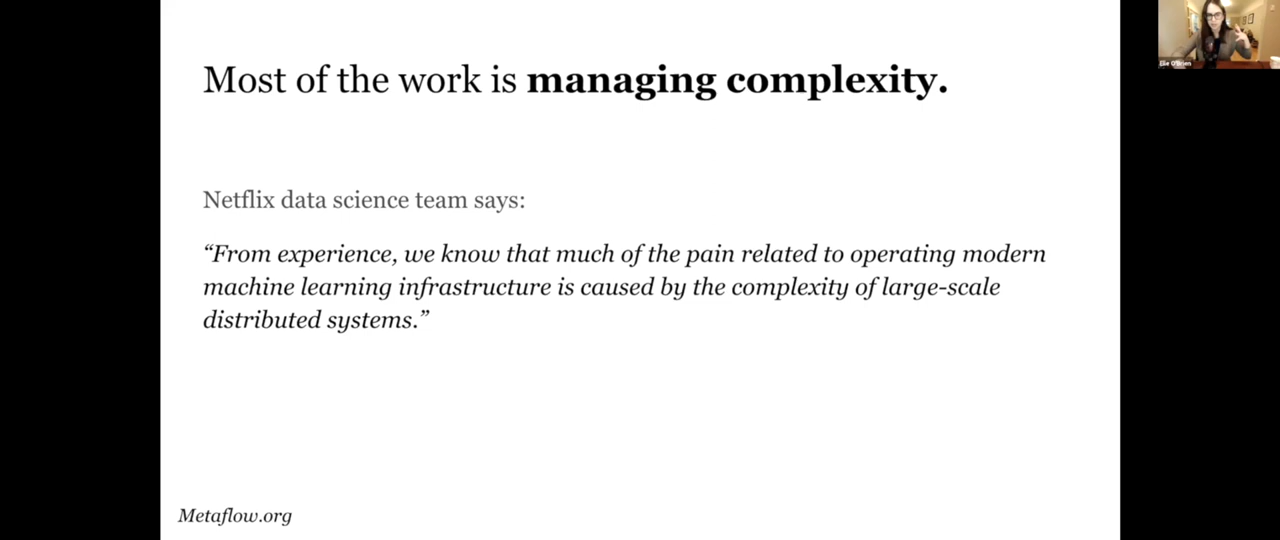 Most of the work is managing complexity.
Netflix data science team says:
“From experience, we know that much of the pain related to operating modern
machine learning infrastructure is caused by the complexity of large-scale
distributed systems.”
Metaflow.org
O'Brien